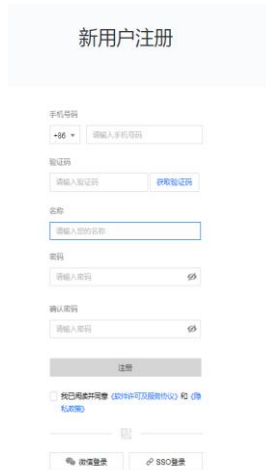 新用户注册
手机号码
+86 请输入手机号码
验证码
请输入验证码 获取验证码
名称
请输入您的名称
密码
请输入密码
确认密码
请输入密码
注册
我已阅读并同意《软件许可及服务协议》和《隐
私政策》
微信登录 SSO登录